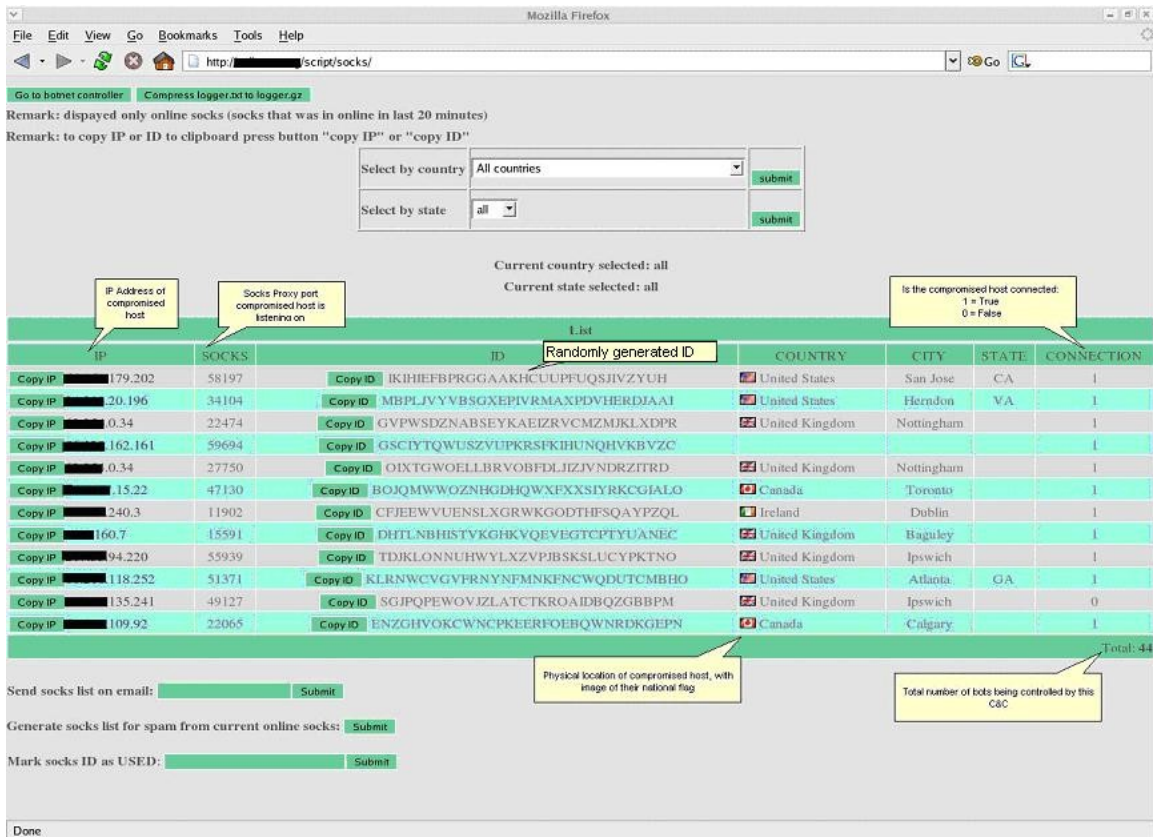 Mozilla Firefox
File Edit View Go Bookmarks Tools Help
http:/ /script/socks/ Go G
Go to botnet controller Compress logger.txt to logger.gz
Remark: dispayed only online socks (socks that was in online in last 20 minutes)
Remark: to copy IP or ID to clipboard press button "copy IP" or "copy ID"
Select by country All countries submit
Select by state all submit
Current country selected: all
Current state selected: all
IP Address of
compromised
host
Socks Proxy port
compromised host is
listening on
Is the compromised host connected:
1 = True
0 = False
List
Randomly generated ID
IP SOCKS ID COUNTRY CITY STATE CONNECTION
Copy IP 179.202 58197 Copy ID IKIHIEFBPRGGAAKHCUUPFUQSJIVZYUH United States San Jose CA 1
Copy IP .20.196 34104 Copy ID MBPLJVYVBSGXEPIVRMAXPDVHERDJAAI United States Herndon VA 1
Copy IP .0.34 22474 Copy ID GVPWSDZNABSEYKAEIZRVCMZMJKLXDPR United Kingdom Nottingham 1
Copy IP .162.161 59694 Copy ID GSCIYTQWUSZVUPKRSFKIHUNQHVKBVZC 1
Copy IP .0.34 27750 Copy ID OIXTGWOELLBRVOBFDLJIZJVNDRZITRD United Kingdom Nottingham 1
Copy IP .15.22 47130 Copy ID BOJQMWWOZNHGDHQWXFXXSIYRKCGIALO Canada Toronto 1
Copy IP 240.3 11902 Copy ID CFJEEWVUENSLXGRWKGODTHFSQAYPZQL Ireland Dublin 1
Copy IP 160.7 15591 Copy ID DHTLNBHISTVKGHKVQEVEGTCPTYUANEC United Kingdom Baguley 1
Copy IP 94.220 55939 Copy ID TDJKLONNUHWYLXZVPJBSKSLUCYPKTNO United Kingdom Ipswich 1
Copy IP .118.252 51371 Copy ID KLRNWCVGVFRNYNFMNKFNCWQDUTCMBHO United States Atlanta GA 1
Copy IP 135.241 49127 Copy ID SGJPQPEWOVJZLATCTKROAIDBQZGBBPM United Kingdom Ipswich 0
Copy IP 109.92 22065 Copy ID ENZGHVOKCWNCPKEERFOEBQWNRDKGEPN Canada Calgary 1
Total: 44
Physical location of compromised host, with
image of their national flag
Total number of bots being controlled by this
C&C
Send socks list on email: Submit
Generate socks list for spam from current online socks: Submit
Mark socks ID as USED: Submit
Done